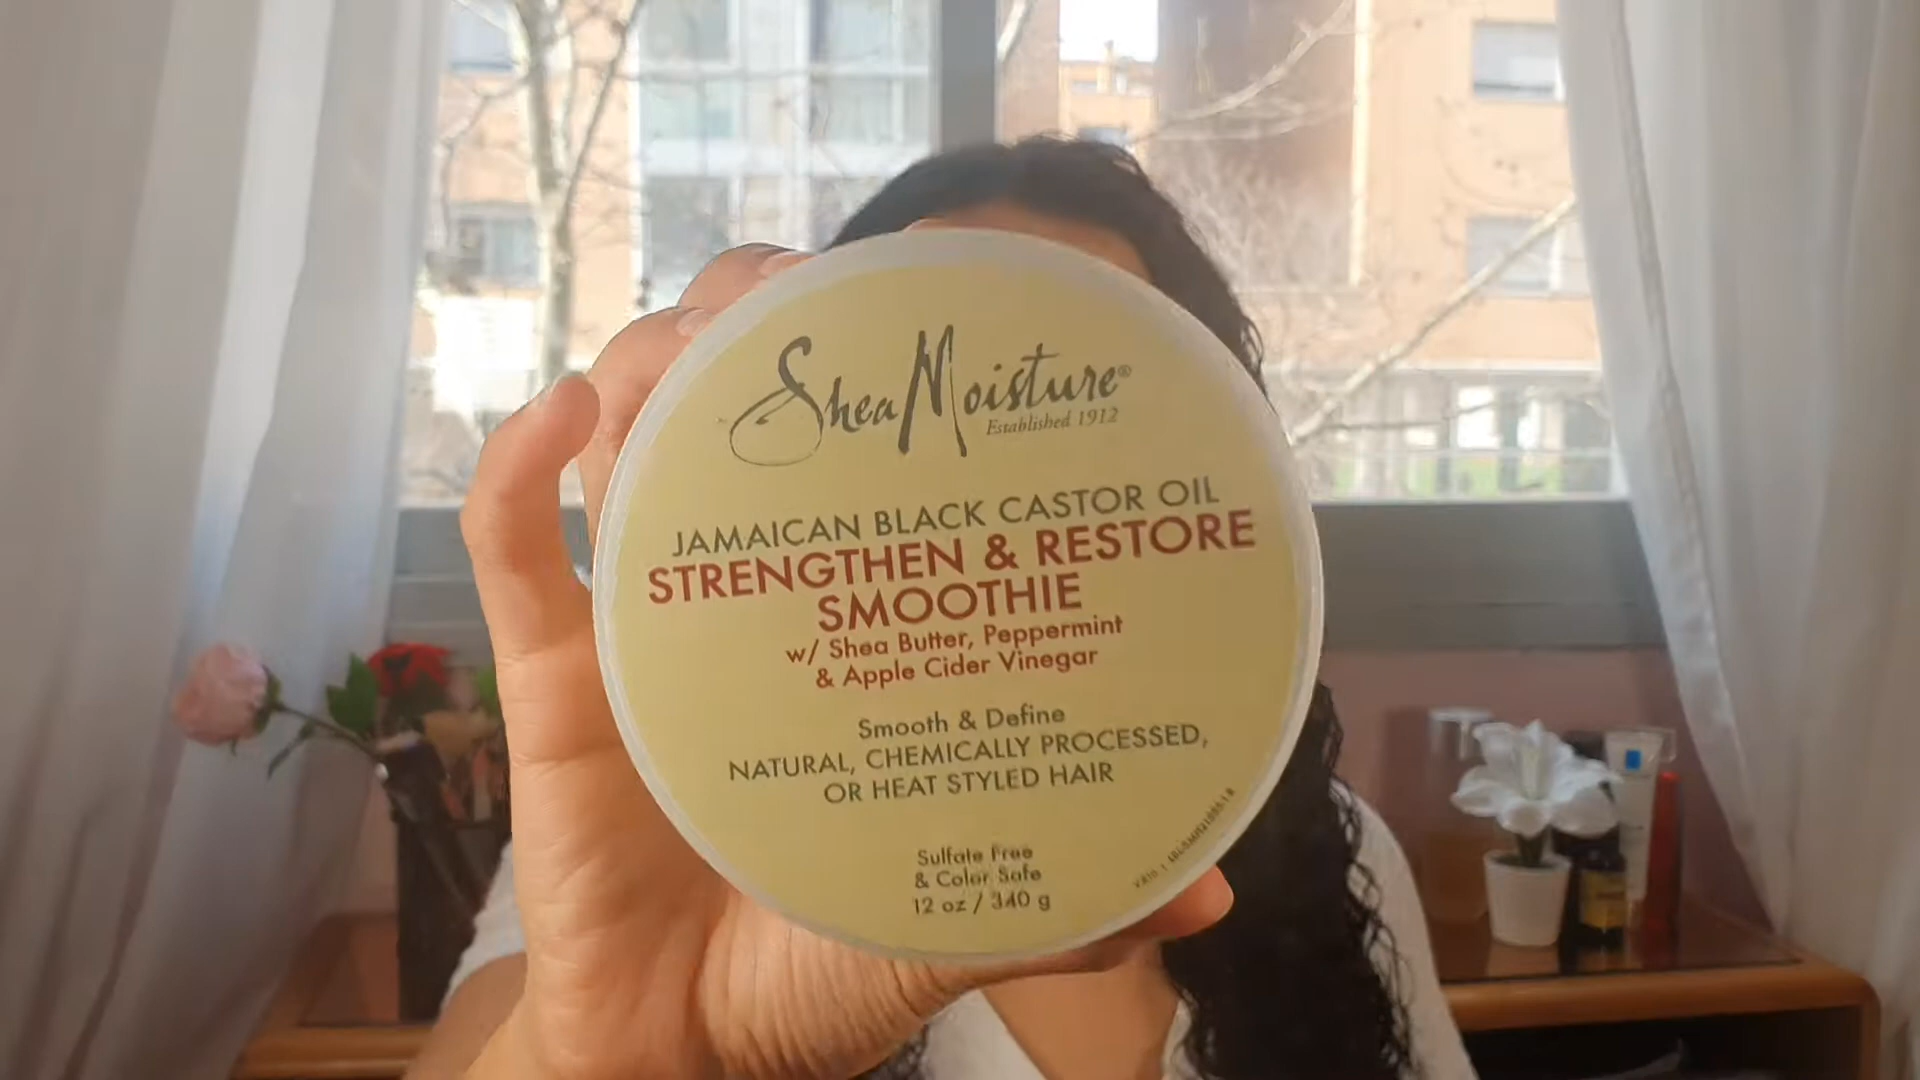 SheaMoisture®
Established 1912
JAMAICAN BLACK CASTOR OIL
STRENGTHEN & RESTORE
SMOOTHIE
w/ Shea Butter, Peppermint
& Apple Cider Vinegar
Smooth & Define
NATURAL, CHEMICALLY PROCESSED,
OR HEAT STYLED HAIR
Sulfate Free
& Color Safe
12 oz / 340 g